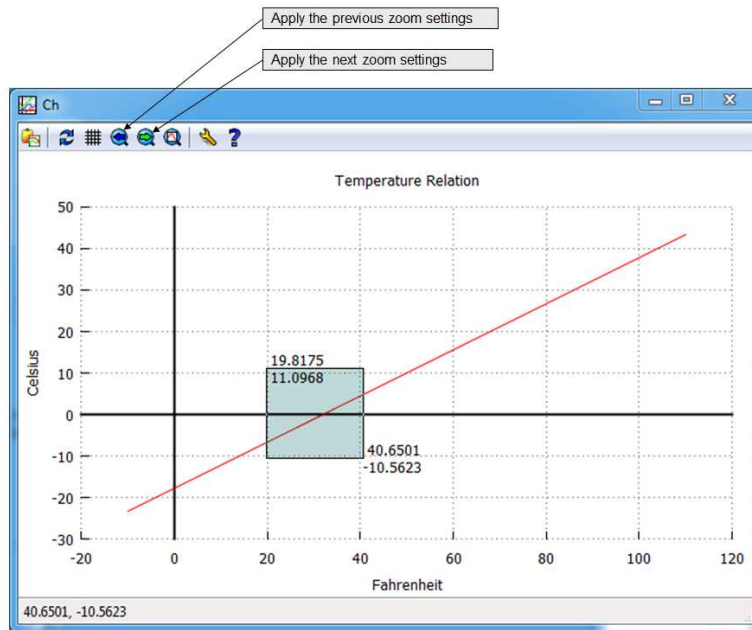 Apply the previous zoom settings
Apply the next zoom settings
Ch
?
Temperature Relation
50
40
30
20
10
0
-10
-20
-30
Celsius
19.8175
11.0968
40.6501
-10.5623
-20 0 20 40 60 80 100 120
Fahrenheit
40.6501, -10.5623